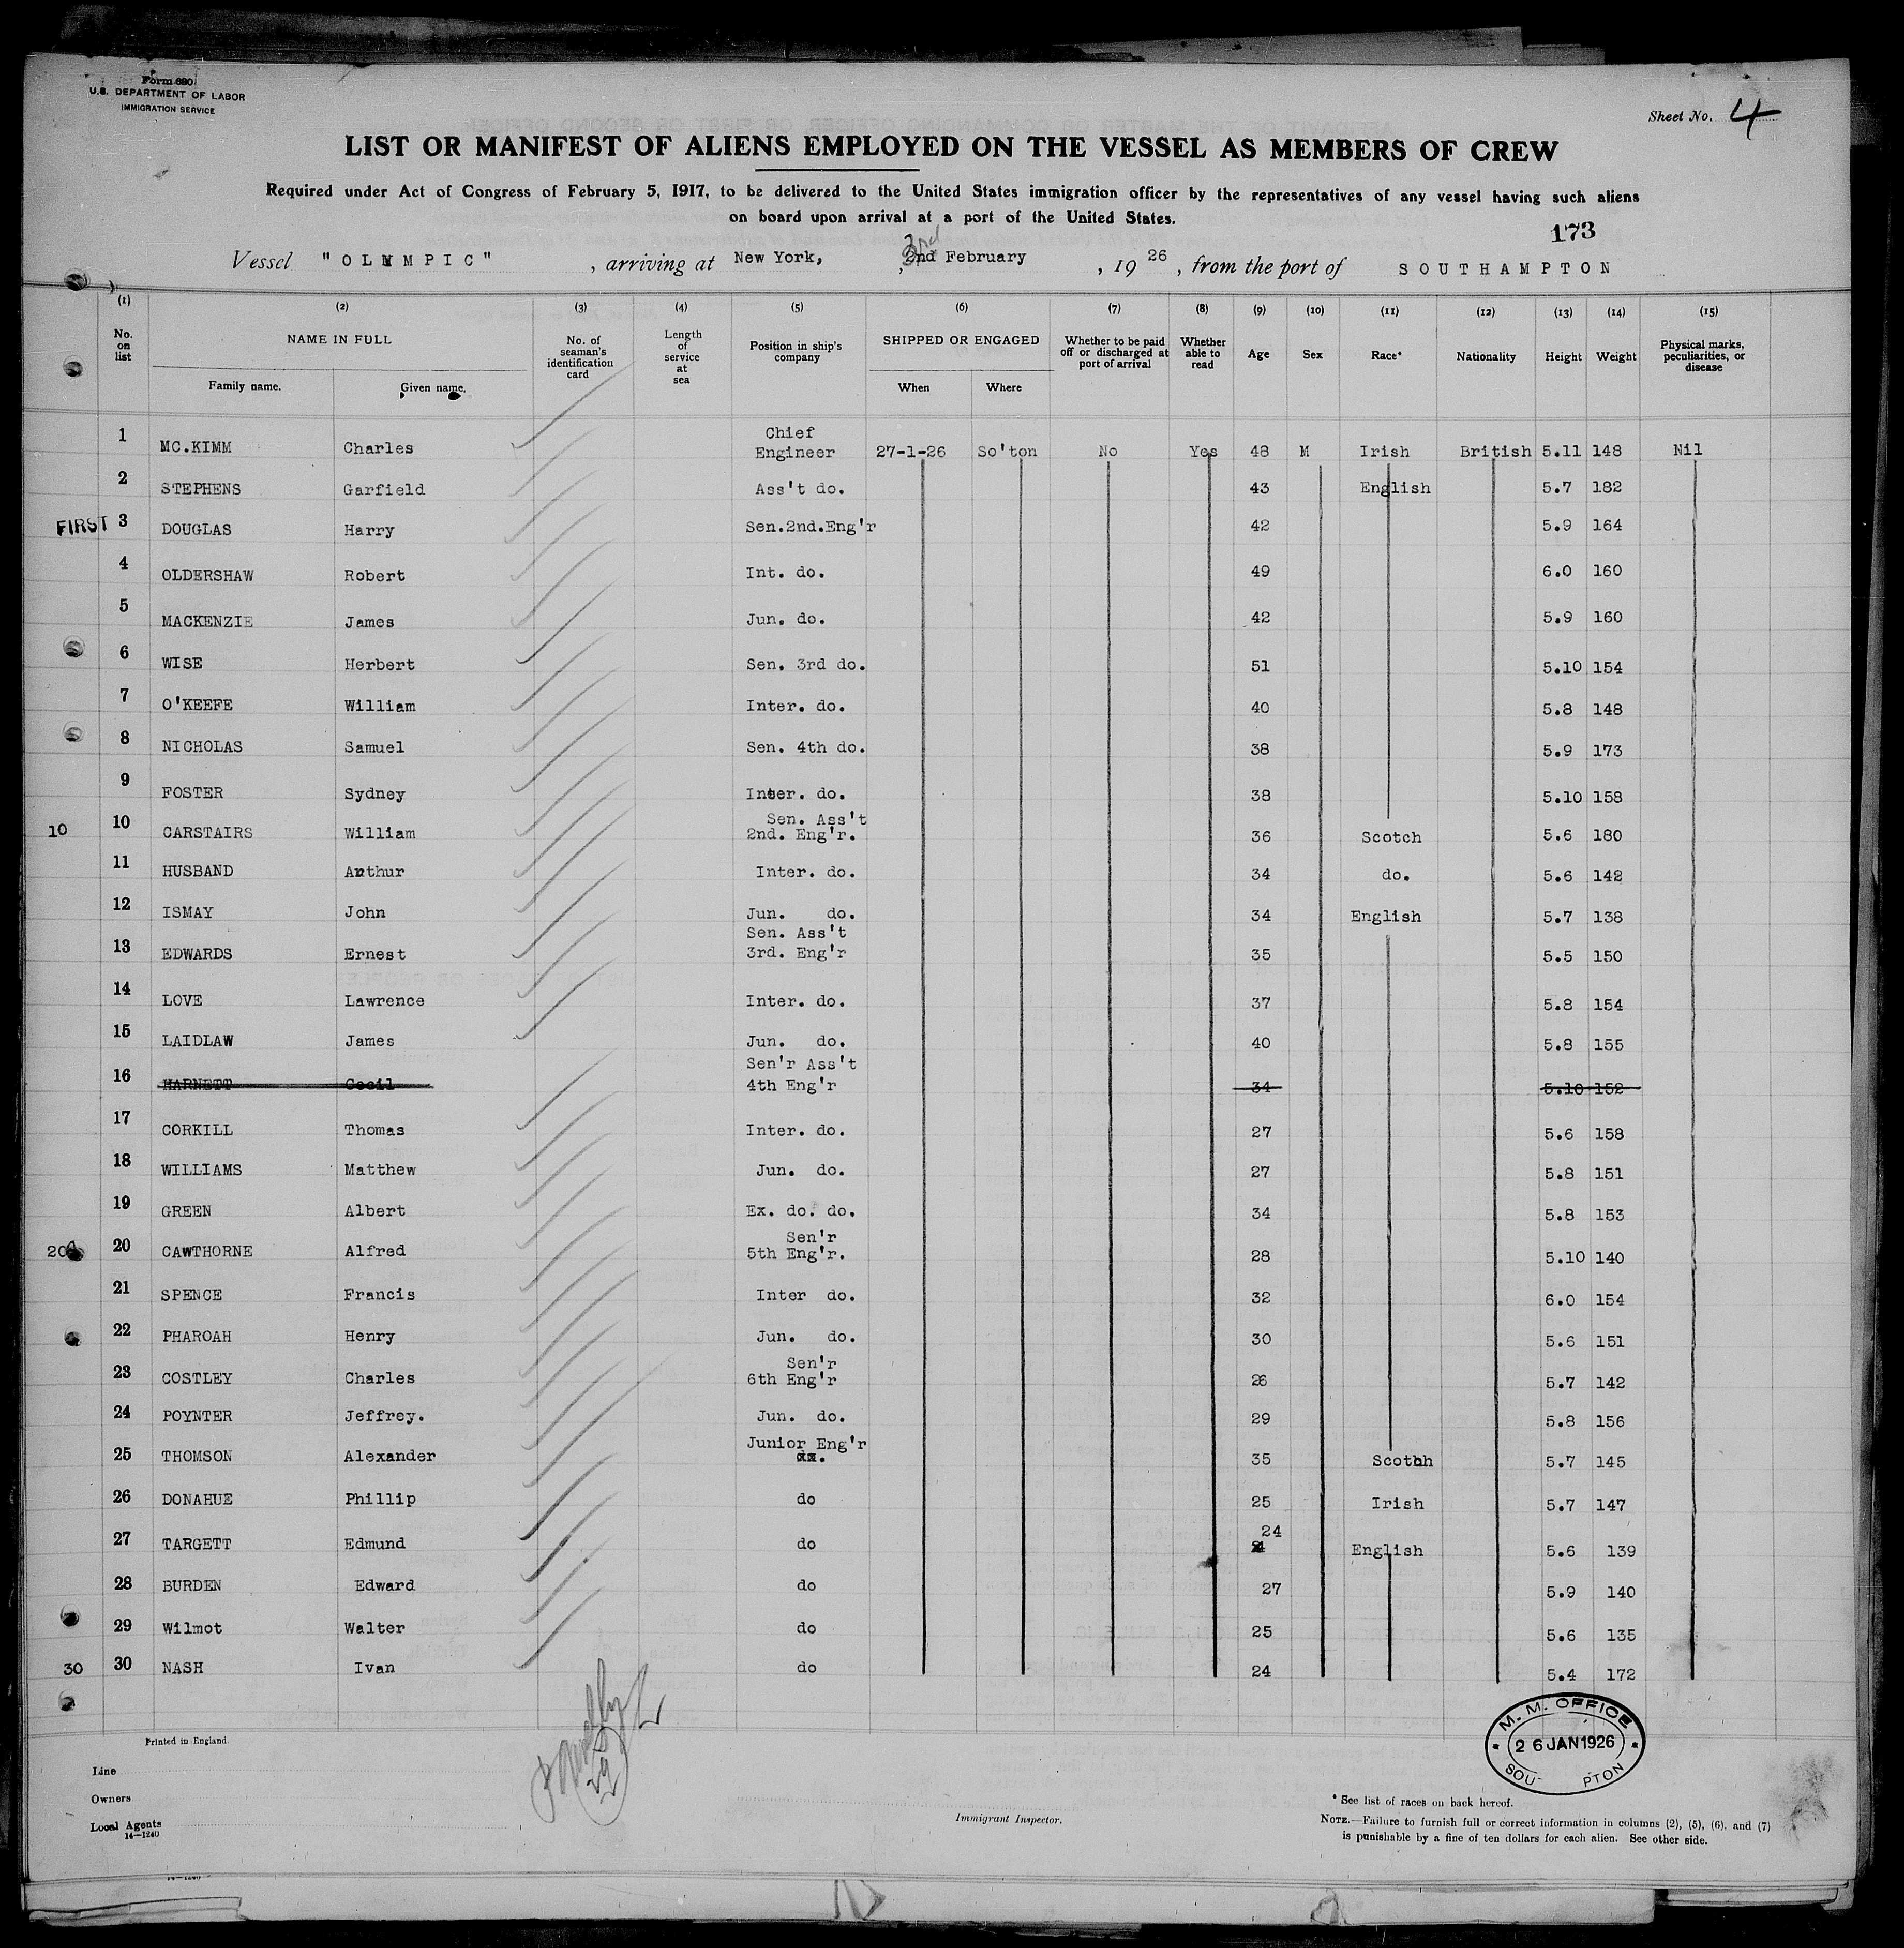 Form 680
U.S. DEPARTMENT OF LABOR
IMMIGRATION SERVICE
Sheet No. 4
LIST OR MANIFEST OF ALIENS EMPLOYED ON THE VESSEL AS MEMBERS OF CREW
Required under Act of Congress of February 5, 1917, to be delivered to the United States immigration officer by the representatives of any vessel having such aliens
on board upon arrival at a port of the United States.
173
3rd
Vessel "OLYMPIC", arriving at New York, 2nd February, 1926, from the port of SOUTHAMPTON
(1) (2) (3) (4) (5) (6) (7) (8) (9) (10) (11) (12) (13) (14) (15)
No. on list NAME IN FULL Family name. Given name. No. of seaman's identification card Length of service at sea Position in ship's company SHIPPED OR ENGAGED When Where Whether to be paid off or discharged at port of arrival Whether able to read Age Sex Race* Nationality Height Weight Physical marks, peculiarities, or disease
1 MC.KIMM Charles Chief Engineer 27-1-26 So'ton No Yes 48 M Irish British 5.11 148 Nil
2 STEPHENS Garfield Ass't do. 43 English 5.7 182
FIRST 3 DOUGLAS Harry Sen.2nd.Eng'r 42 5.9 164
4 OLDERSHAW Robert Int. do. 49 6.0 160
5 MACKENZIE James Jun. do. 42 5.9 160
6 WISE Herbert Sen. 3rd do. 51 5.10 154
7 O'KEEFE William Inter. do. 40 5.8 148
8 NICHOLAS Samuel Sen. 4th do. 38 5.9 173
9 FOSTER Sydney Inter. do. 38 5.10 158
10 10 CARSTAIRS William Sen. Ass't 2nd. Eng'r. 36 Scotch 5.6 180
11 HUSBAND Arthur Inter. do. 34 do. 5.6 142
12 ISMAY John Jun. do. 34 English 5.7 138
13 EDWARDS Ernest Sen. Ass't 3rd. Eng'r 35 5.5 150
14 LOVE Lawrence Inter. do. 37 5.8 154
15 LAIDLAW James Jun. do. 40 5.8 155
16 HARNETT Cecil Sen'r Ass't 4th Eng'r 34 5.10 152
17 CORKILL Thomas Inter. do. 27 5.6 158
18 WILLIAMS Matthew Jun. do. 27 5.8 151
19 GREEN Albert Ex. do. do. 34 5.8 153
20 20 CAWTHORNE Alfred Sen'r 5th Eng'r. 28 5.10 140
21 SPENCE Francis Inter do. 32 6.0 154
22 PHAROAH Henry Jun. do. 30 5.6 151
23 COSTLEY Charles Sen'r 6th Eng'r 26 5.7 142
24 POYNTER Jeffrey. Jun. do. 29 5.8 156
25 THOMSON Alexander Junior Eng'r 35 Scotch 5.7 145
26 DONAHUE Phillip do 25 Irish 5.7 147
27 TARGETT Edmund do 24 English 5.6 139
28 BURDEN Edward do 27 5.9 140
29 Wilmot Walter do 25 5.6 135
30 30 NASH Ivan do 24 5.4 172
Printed in England
29
M. M. OFFICE
26 JAN 1926
SOU PTON
Line
Owners
Local Agents
14-1240
Immigrant Inspector.
* See list of races on back hereof.
NOTE.—Failure to furnish full or correct information in columns (2), (5), (6), and (7)
is punishable by a fine of ten dollars for each alien. See other side.